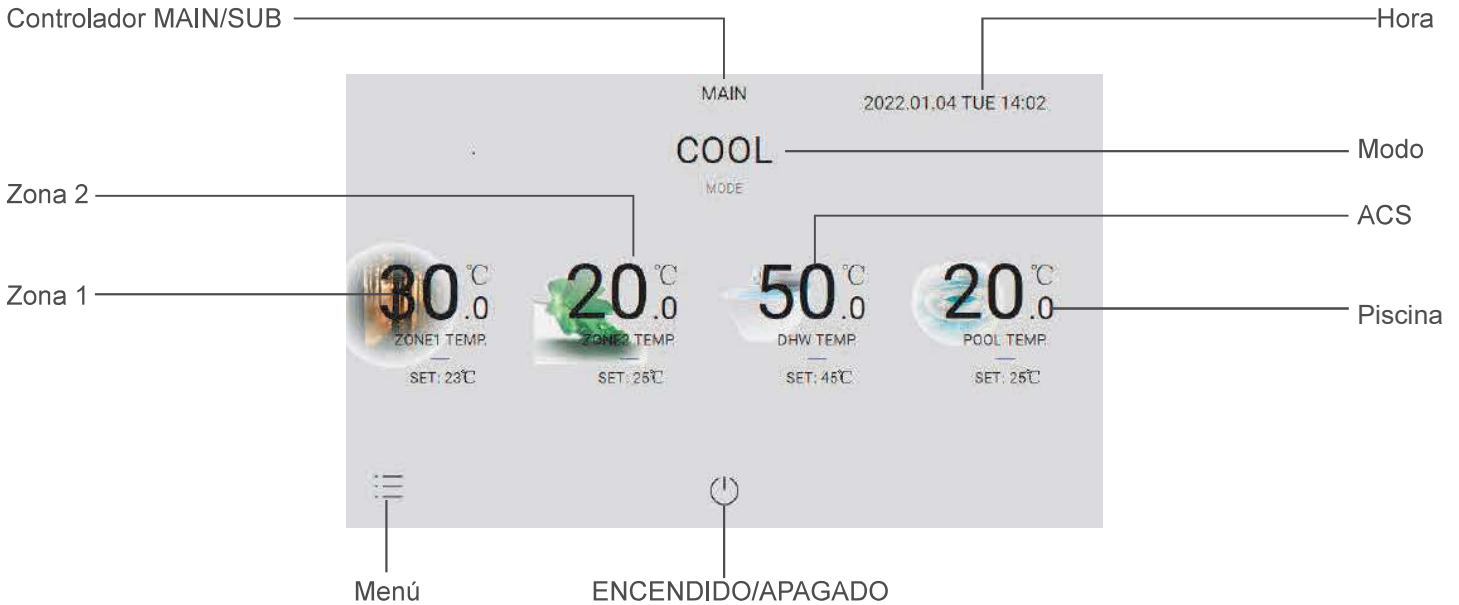 Controlador MAIN/SUB
Hora
MAIN
2022.01.04 TUE 14:02
COOL
Modo
MODE
Zona 2
ACS
30.0 ℃
20.0 ℃
50.0 ℃
20.0 ℃
Zona 1
Piscina
ZONE1 TEMP.
ZONE2 TEMP.
DHW TEMP.
POOL TEMP.
SET: 23℃
SET: 25℃
SET: 45℃
SET: 25℃
Menú
ENCENDIDO/APAGADO